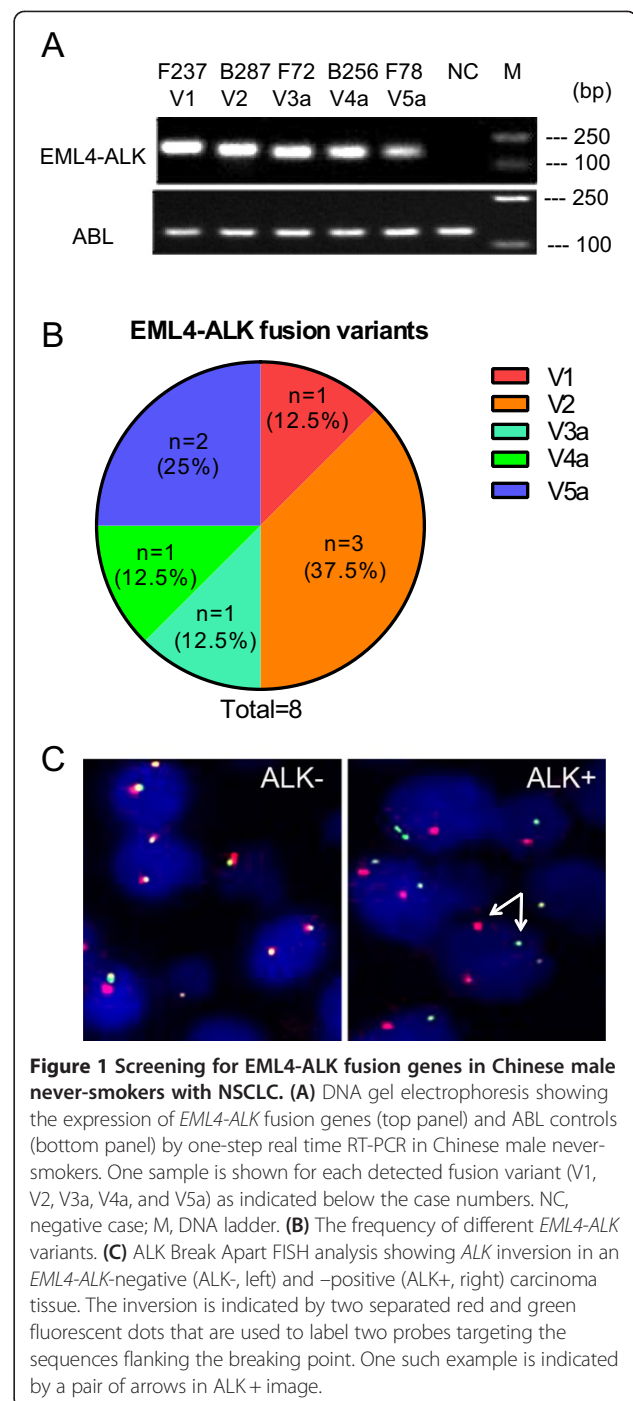 A
F237 B287 F72 B256 F78 NC M
V1 V2 V3a V4a V5a (bp)
EML4-ALK
--- 250
--- 100
ABL
--- 250
--- 100
B
EML4-ALK fusion variants
n=1
(12.5%)
n=3
(37.5%)
n=1
(12.5%)
n=1
(12.5%)
n=2
(25%)
V1
V2
V3a
V4a
V5a
Total=8
C
ALK-
ALK+
Figure 1 Screening for EML4-ALK fusion genes in Chinese male
never-smokers with NSCLC. (A) DNA gel electrophoresis showing
the expression of EML4-ALK fusion genes (top panel) and ABL controls
(bottom panel) by one-step real time RT-PCR in Chinese male never-
smokers. One sample is shown for each detected fusion variant (V1,
V2, V3a, V4a, and V5a) as indicated below the case numbers. NC,
negative case; M, DNA ladder. (B) The frequency of different EML4-ALK
variants. (C) ALK Break Apart FISH analysis showing ALK inversion in an
EML4-ALK-negative (ALK-, left) and –positive (ALK+, right) carcinoma
tissue. The inversion is indicated by two separated red and green
fluorescent dots that are used to label two probes targeting the
sequences flanking the breaking point. One such example is indicated
by a pair of arrows in ALK + image.